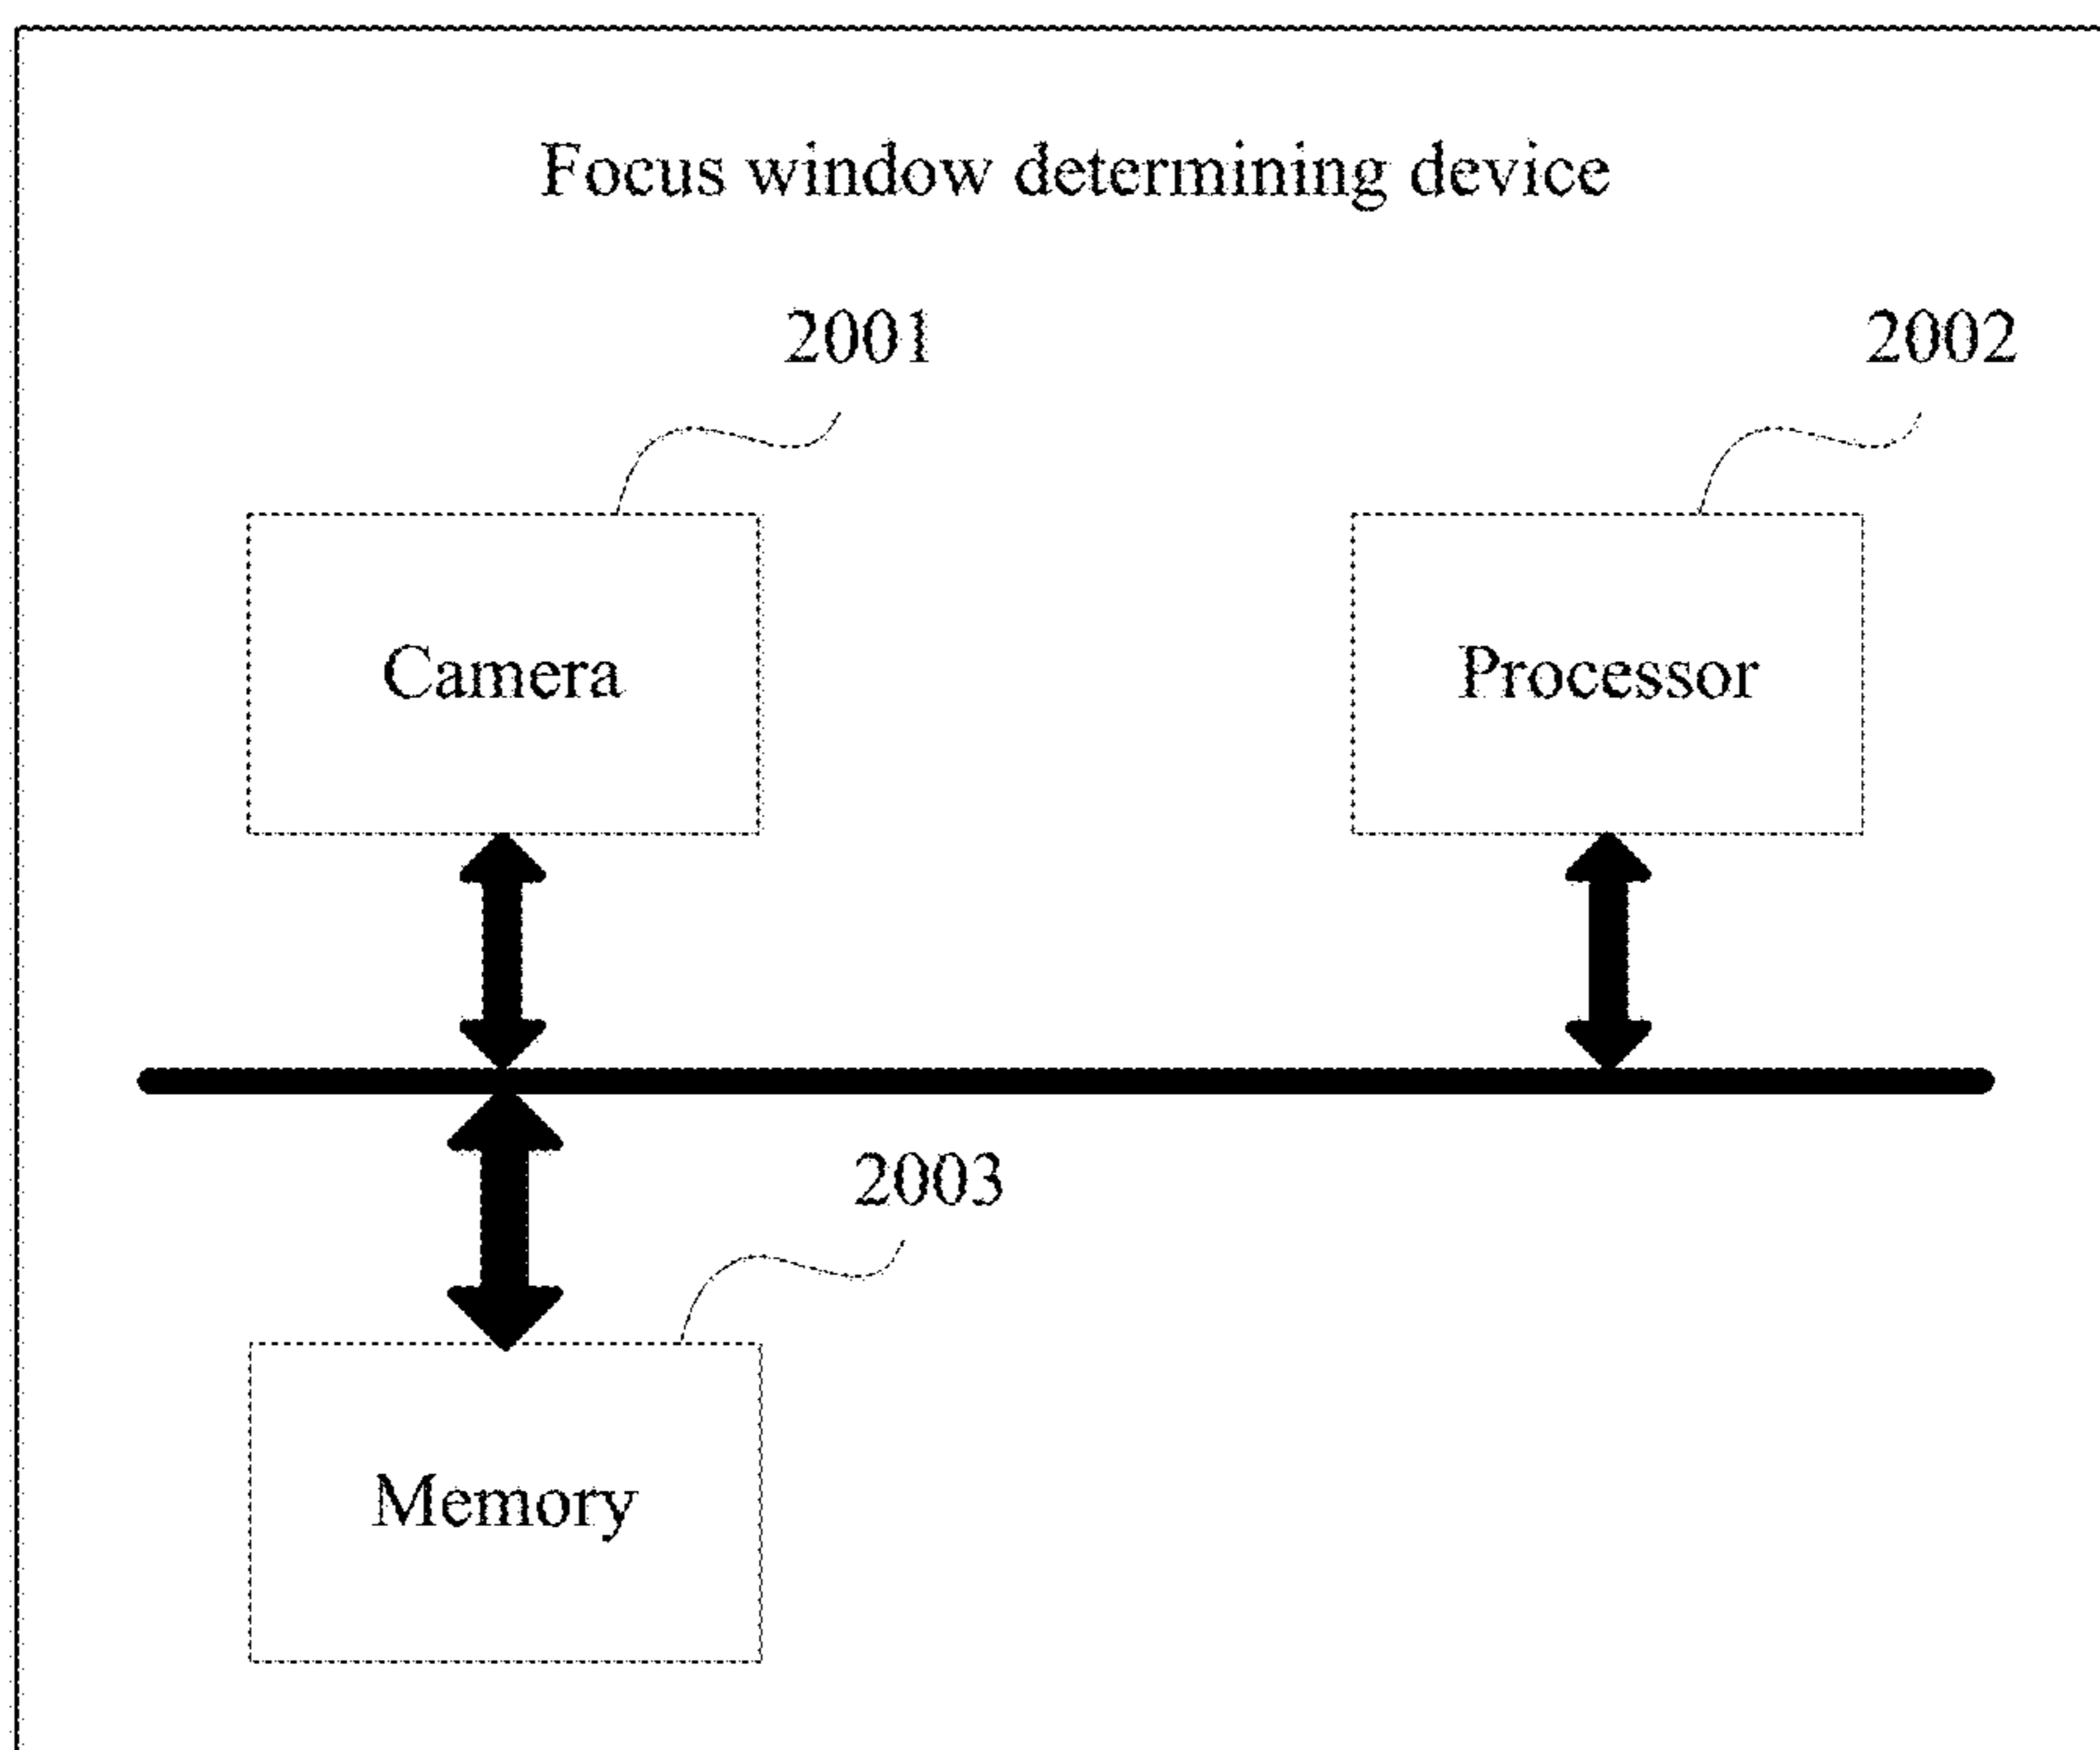 Focus window determining device
2001
2002
Camera
Processor
2003
Memory